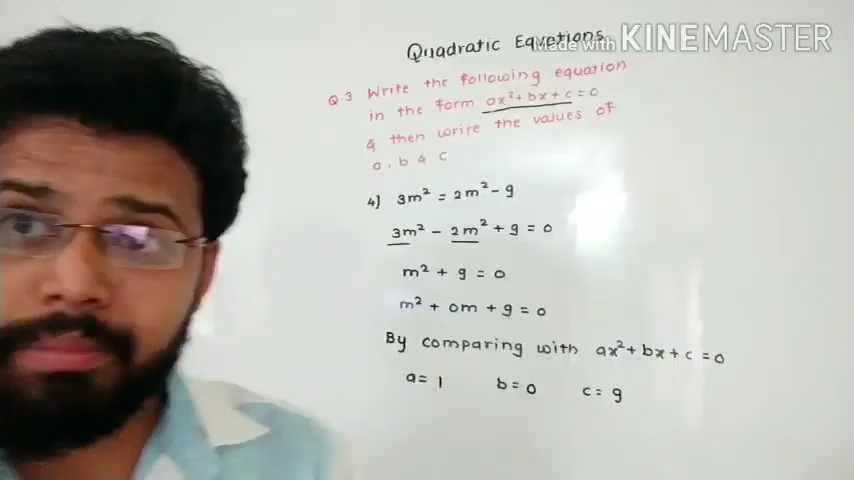 Quadratic Equations
Made with KINEMASTER
Q.3 Write the following equation
in the form ax²+bx+c=0
& then write the values of
a, b & c
4] 3m² = 2m² - 9
3m² - 2m² + 9 = 0
m² + 9 = 0
m² + 0m + 9 = 0
By comparing with ax²+bx+c=0
a=1 b=0 c=9